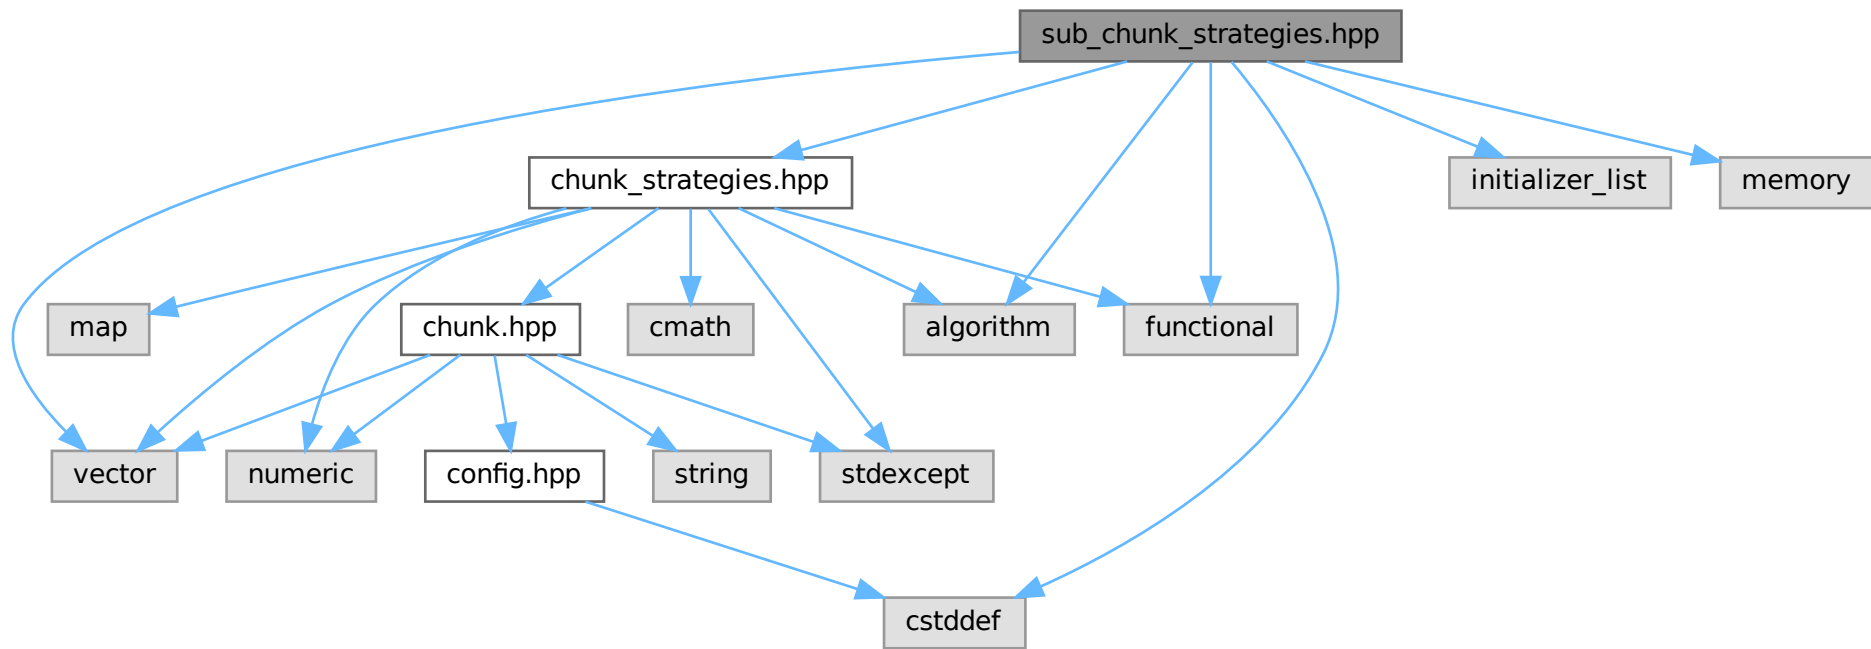 sub_chunk_strategies.hpp
chunk_strategies.hpp
initializer_list
memory
map
chunk.hpp
cmath
algorithm
functional
vector
numeric
config.hpp
string
stdexcept
cstddef